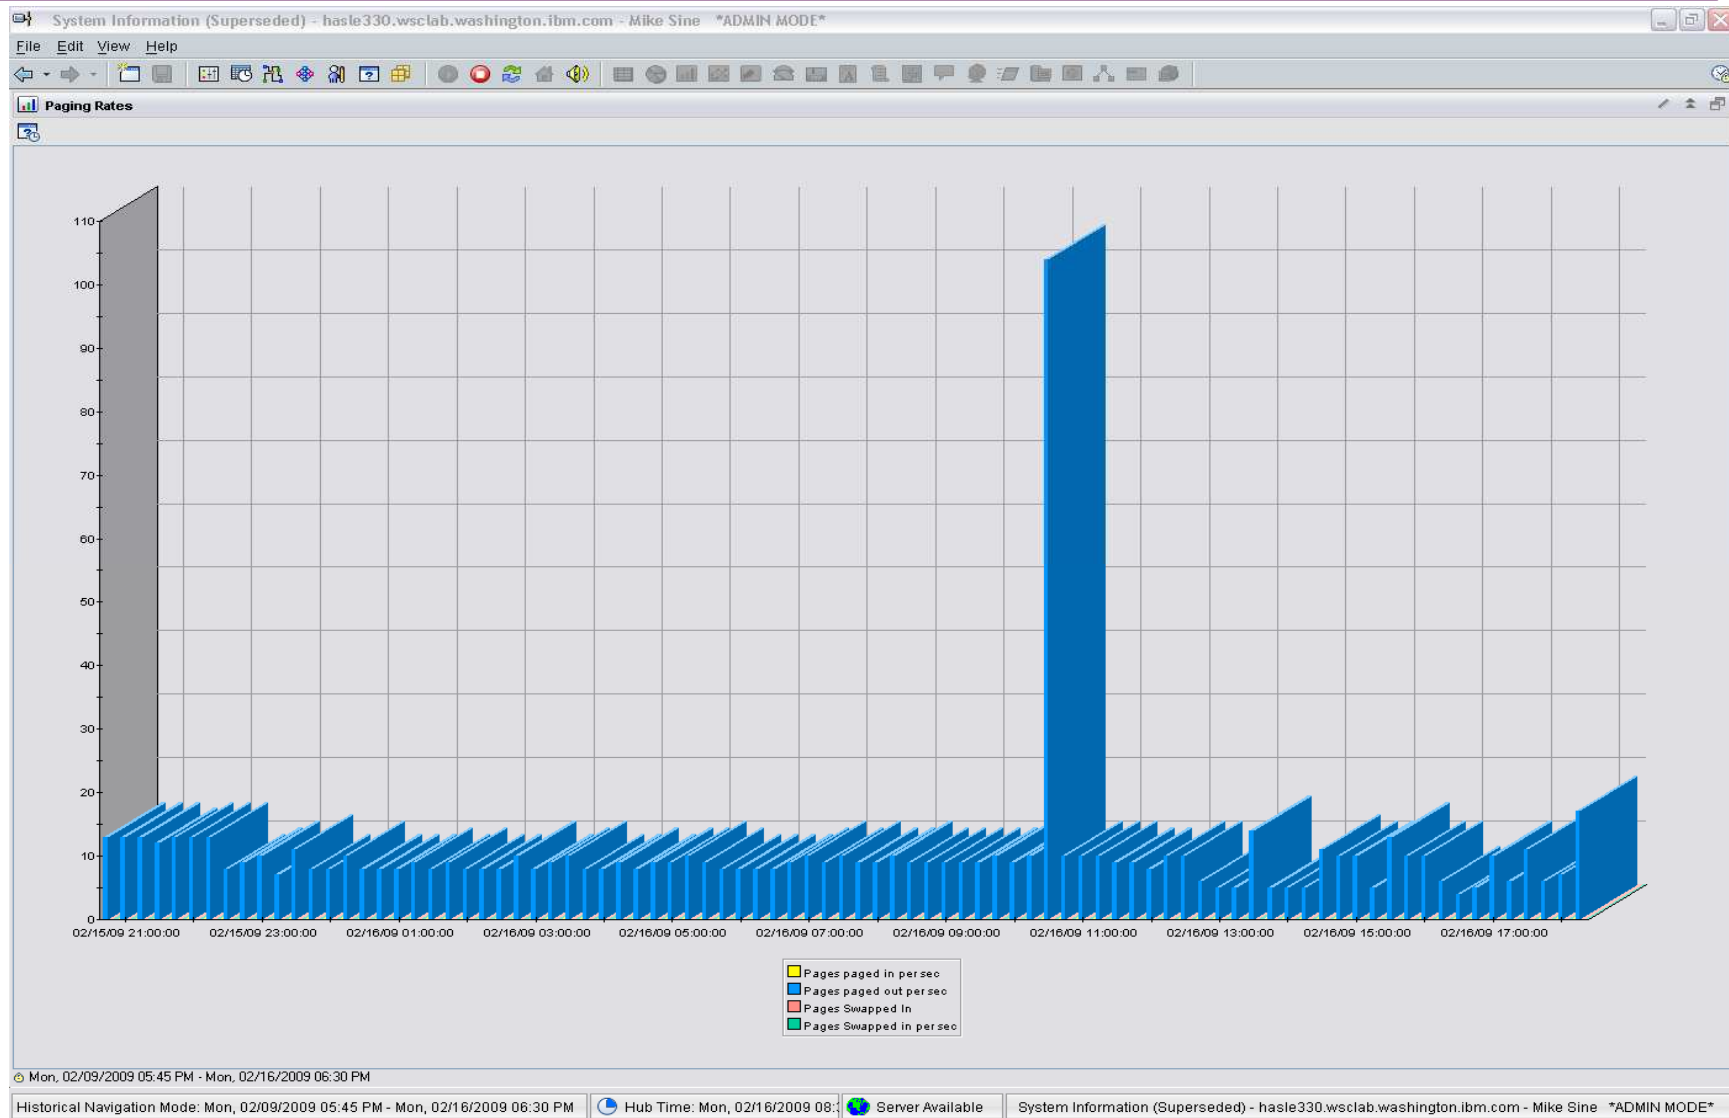 System Information (Superseded) - hasle330.wsclab.washington.ibm.com - Mike Sine *ADMIN MODE*
File Edit View Help
Paging Rates
110
100
90
80
70
60
50
40
30
20
10
0
02/15/09 21:00:00 02/15/09 23:00:00 02/16/09 01:00:00 02/16/09 03:00:00 02/16/09 05:00:00 02/16/09 07:00:00 02/16/09 09:00:00 02/16/09 11:00:00 02/16/09 13:00:00 02/16/09 15:00:00 02/16/09 17:00:00
Pages paged in per sec
Pages paged out per sec
Pages Swapped In
Pages Swapped in per sec
Mon, 02/09/2009 05:45 PM - Mon, 02/16/2009 06:30 PM
Historical Navigation Mode: Mon, 02/09/2009 05:45 PM - Mon, 02/16/2009 06:30 PM Hub Time: Mon, 02/16/2009 08: Server Available System Information (Superseded) - hasle330.wsclab.washington.ibm.com - Mike Sine *ADMIN MODE*